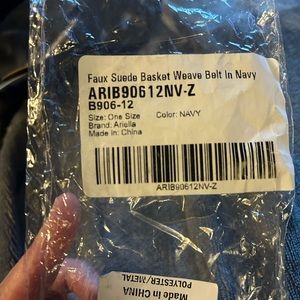 Faux Suede Basket Weave Belt In Navy
ARIB90612NV-Z
B906-12
Size: One Size Color: NAVY
Brand: Ariella
Made in: China
ARIB90612NV-Z
Made in CHINA
POLYESTER/METAL